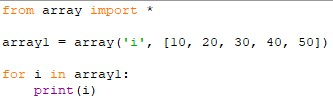 from array import *
array1 = array('i', [10, 20, 30, 40, 50])
for i in array1:
    print(i)